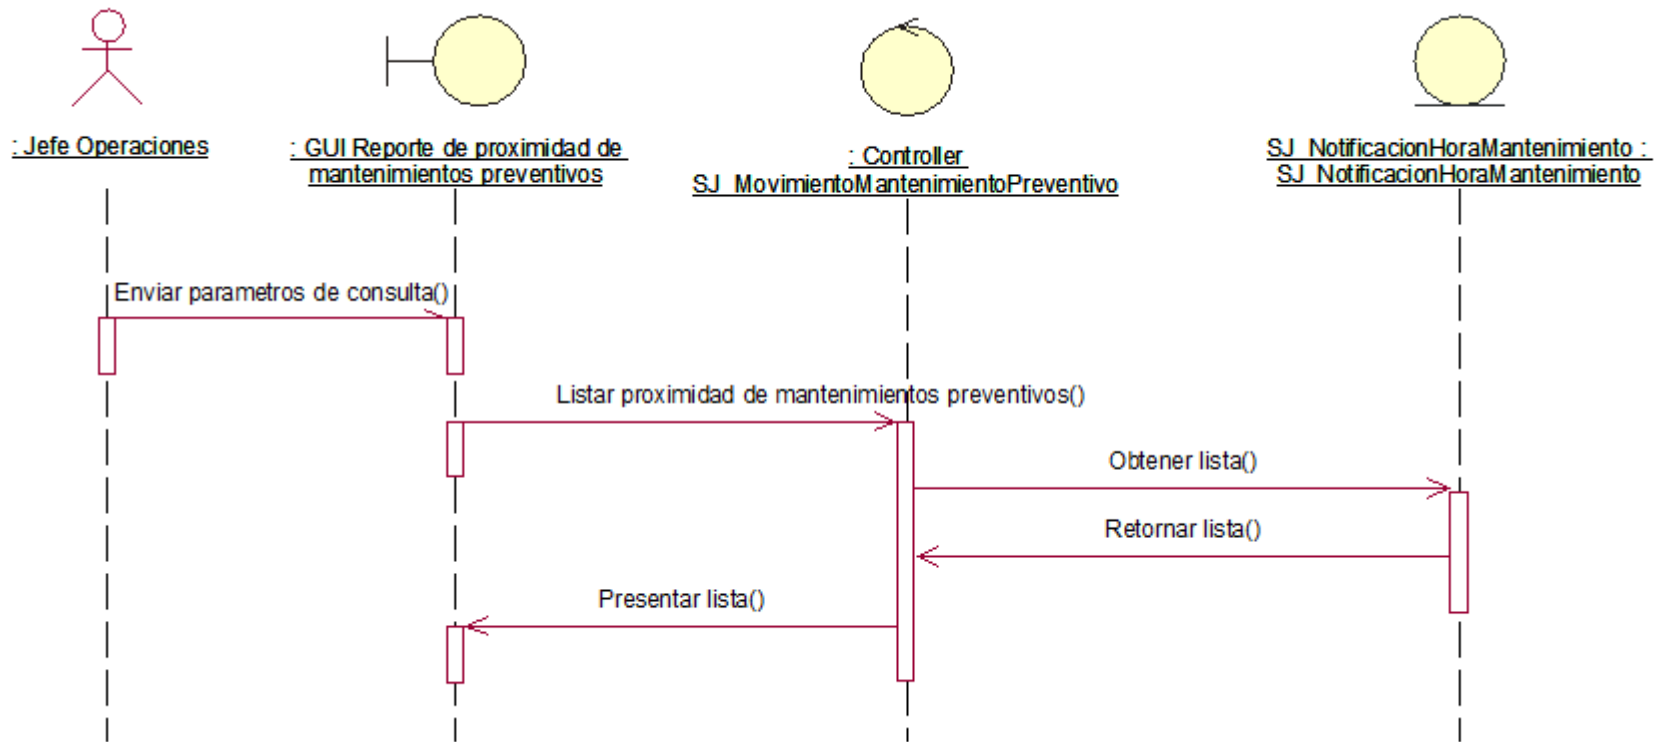 : Jefe Operaciones
: GUI Reporte de proximidad de
mantenimientos preventivos
: Controller
SJ_MovimientoMantenimientoPreventivo
SJ_NotificacionHoraMantenimiento :
SJ_NotificacionHoraMantenimiento
Enviar parametros de consulta()
Listar proximidad de mantenimientos preventivos()
Obtener lista()
Retornar lista()
Presentar lista()